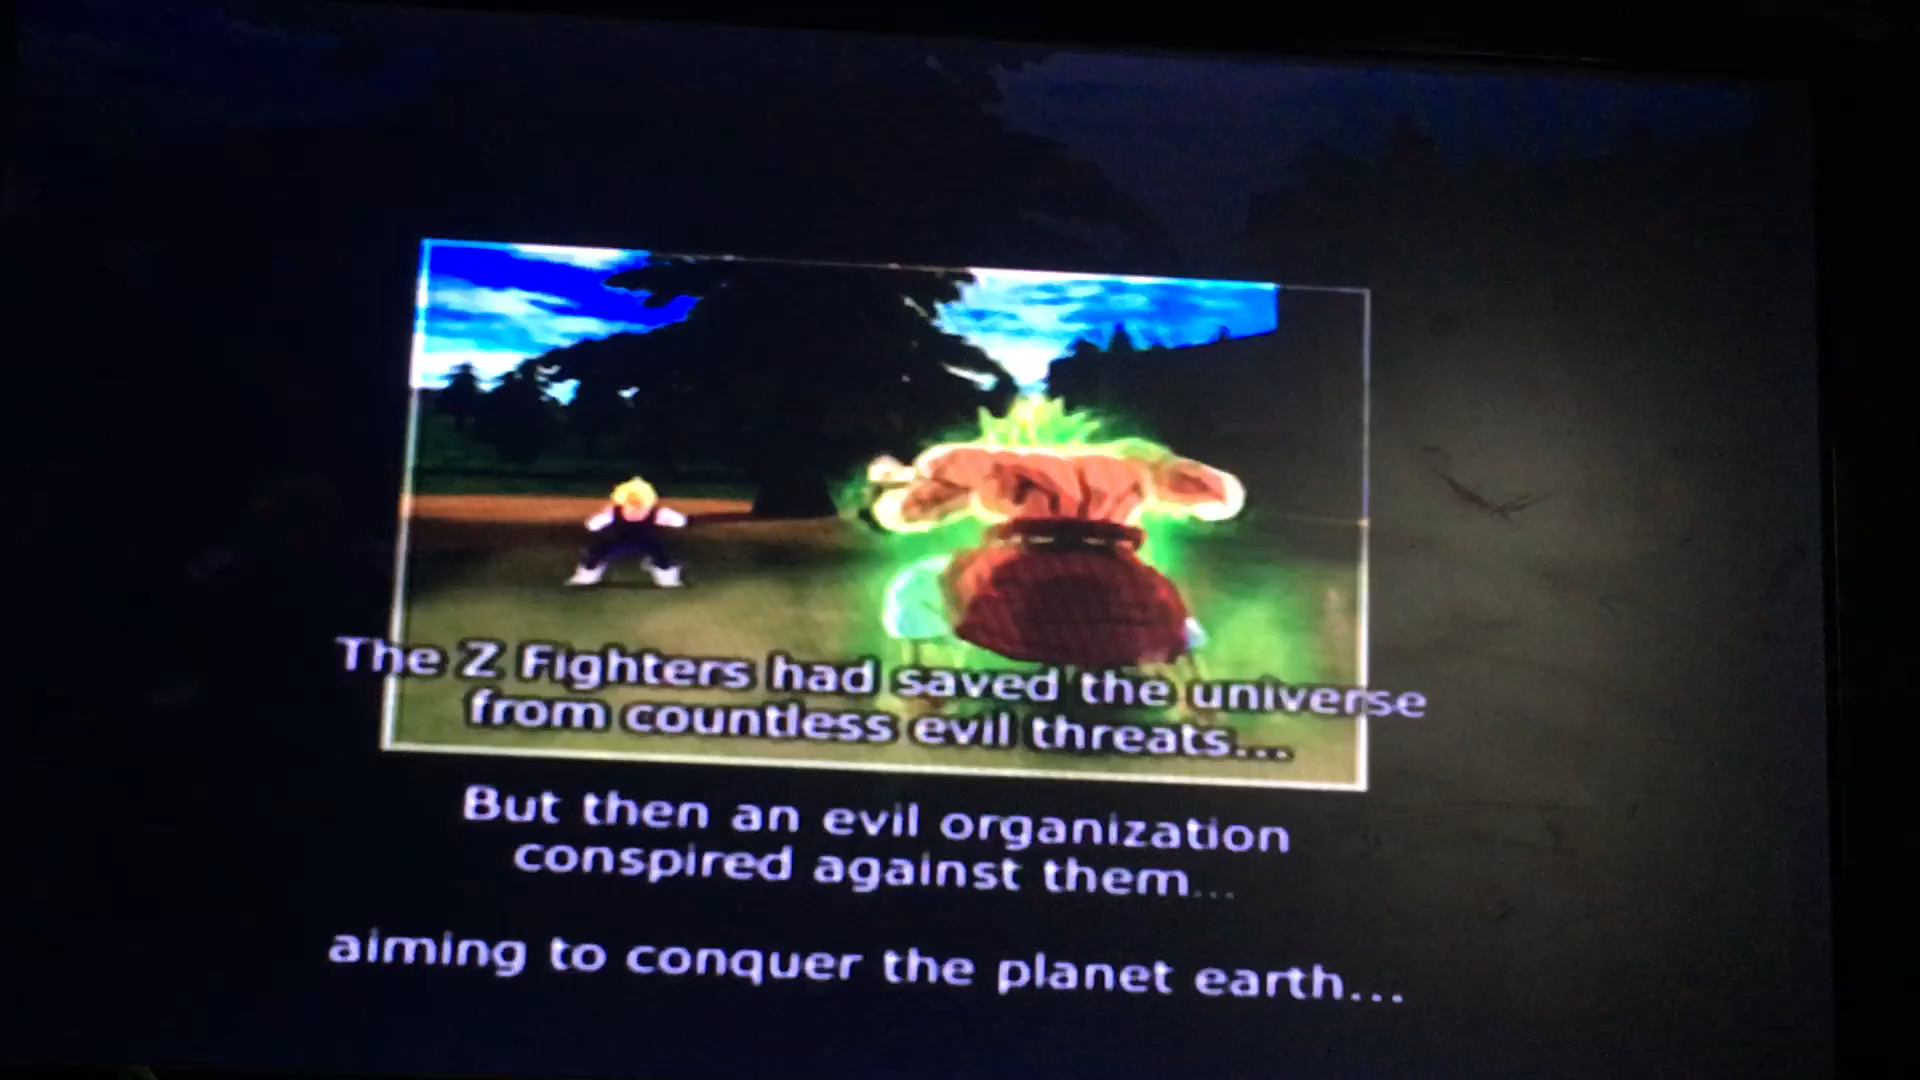 The Z Fighters had saved the universe
from countless evil threats...
But then an evil organization
conspired against them...
aiming to conquer the planet earth...